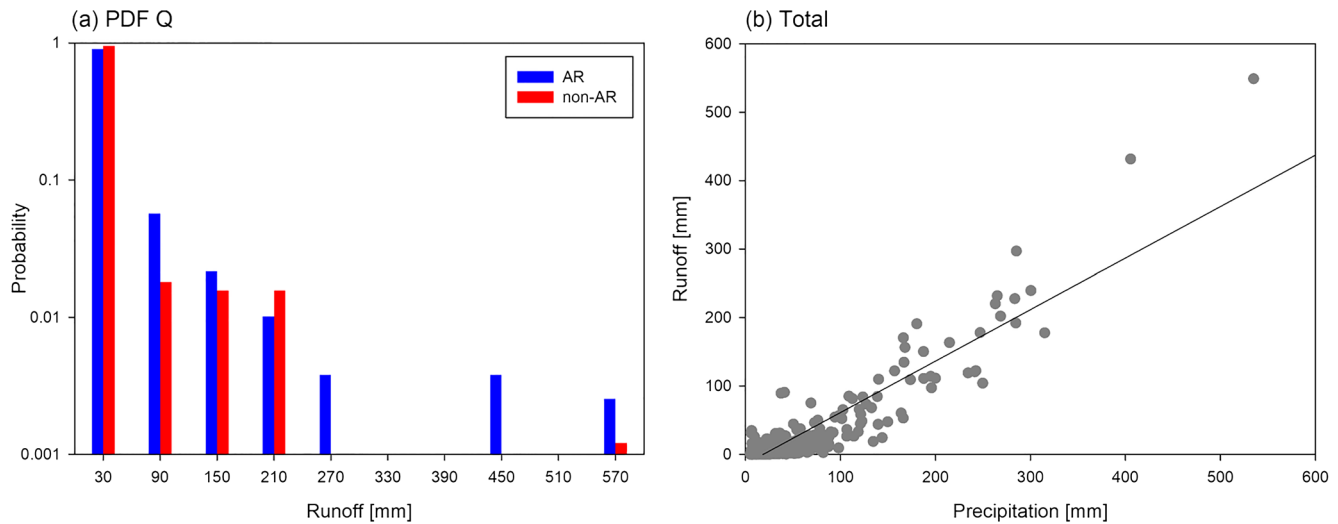 (a) PDF Q
1
0.1
0.01
0.001
Probability
AR
non-AR
30 90 150 210 270 330 390 450 510 570
Runoff [mm]
(b) Total
600
500
400
300
200
100
0
Runoff [mm]
0 100 200 300 400 500 600
Precipitation [mm]